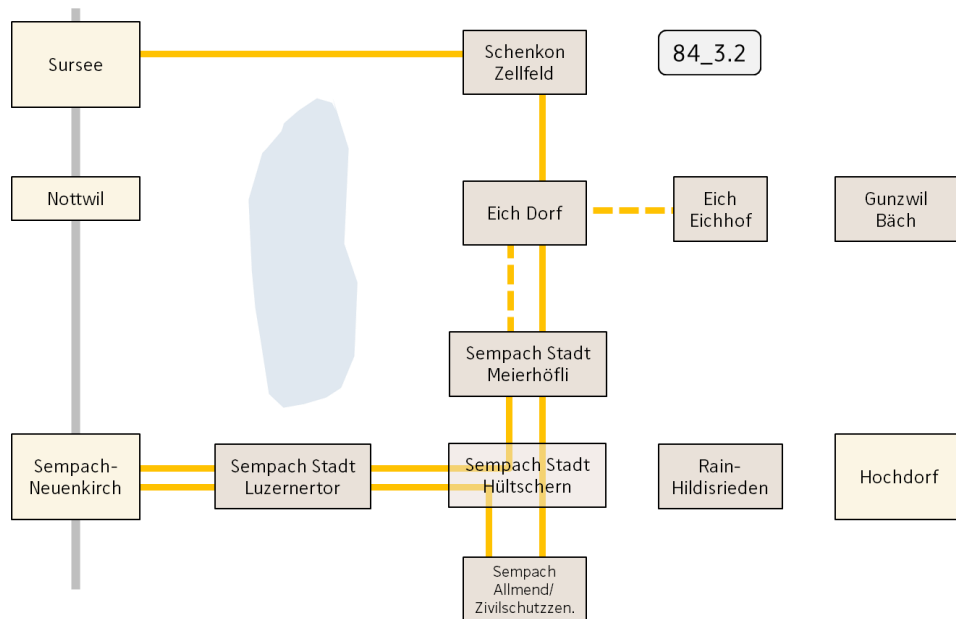 Sursee
Schenkon
Zellfeld
84_3.2
Nottwil
Eich Dorf
Eich
Eichhof
Gunzwil
Bäch
Sempach Stadt
Meierhöfli
Sempach-
Neuenkirch
Sempach Stadt
Luzernertor
Sempach Stadt
Hültschern
Rain-
Hildisrieden
Hochdorf
Sempach
Allmend/
Zivilschutzzen.